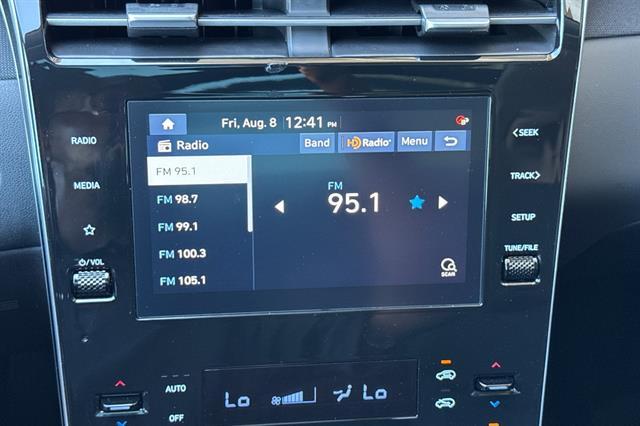 Fri, Aug. 8 12:41 PM
Radio Band HD Radio Menu
RADIO
MEDIA
/VOL
FM 95.1
FM 98.7
FM 99.1
FM 100.3
FM 105.1
FM
95.1
SCAN
<SEEK
TRACK>
SETUP
TUNE/FILE
AUTO
OFF
Lo
Lo